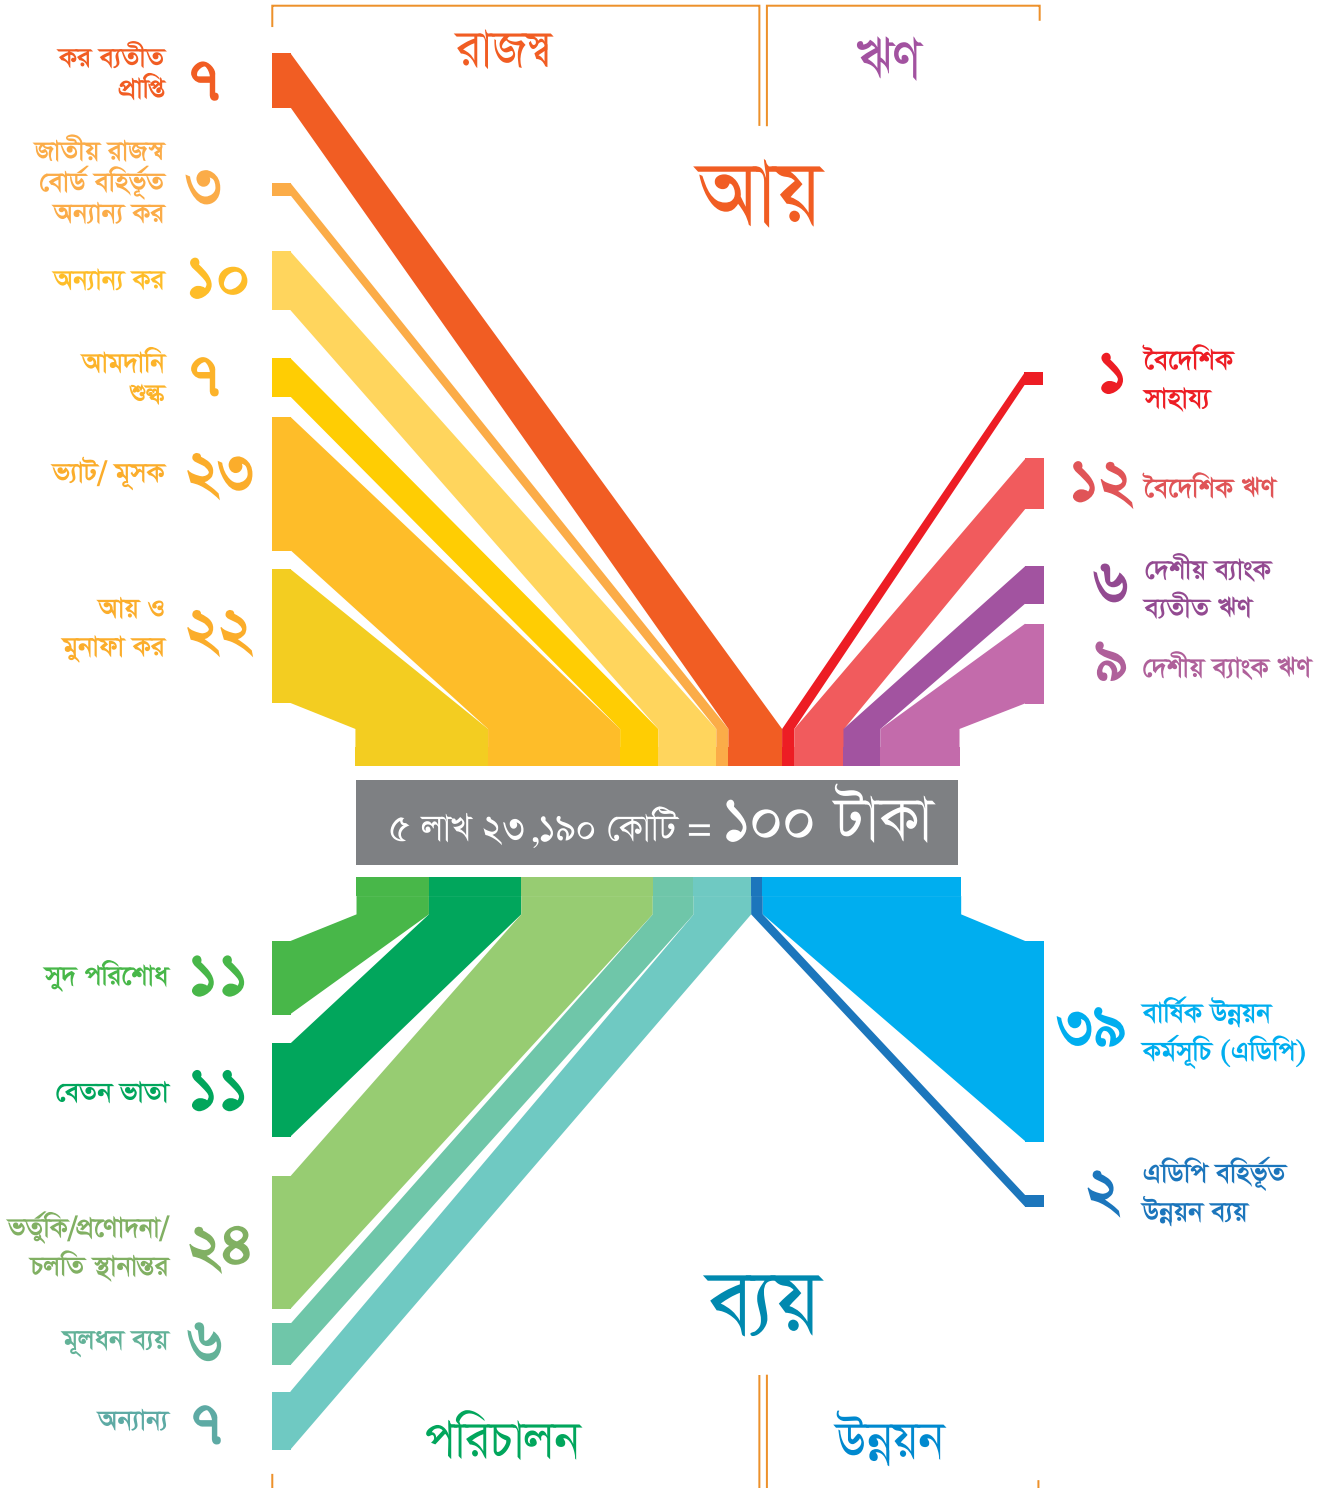 রাজস্ব
ঋণ
আয়
কর ব্যতীত
প্রাপ্তি
৭
জাতীয় রাজস্ব
বোর্ড বহির্ভূত
অন্যান্য কর
৩
অন্যান্য কর
১০
আমদানি
শুল্ক
৭
ভ্যাট/ মূসক
২৩
আয় ও
মুনাফা কর
২২
১
বৈদেশিক
সাহায্য
১২
বৈদেশিক ঋণ
৬
দেশীয় ব্যাংক
ব্যতীত ঋণ
৯
দেশীয় ব্যাংক ঋণ
৫ লাখ ২৩,১৯০ কোটি = ১০০ টাকা
সুদ পরিশোধ
১১
বেতন ভাতা
১১
ভর্তুকি/প্রণোদনা/
চলতি স্থানান্তর
২৪
মূলধন ব্যয়
৬
অন্যান্য
৭
৩৯
বার্ষিক উন্নয়ন
কর্মসূচি (এডিপি)
২
এডিপি বহির্ভূত
উন্নয়ন ব্যয়
ব্যয়
পরিচালন
উন্নয়ন